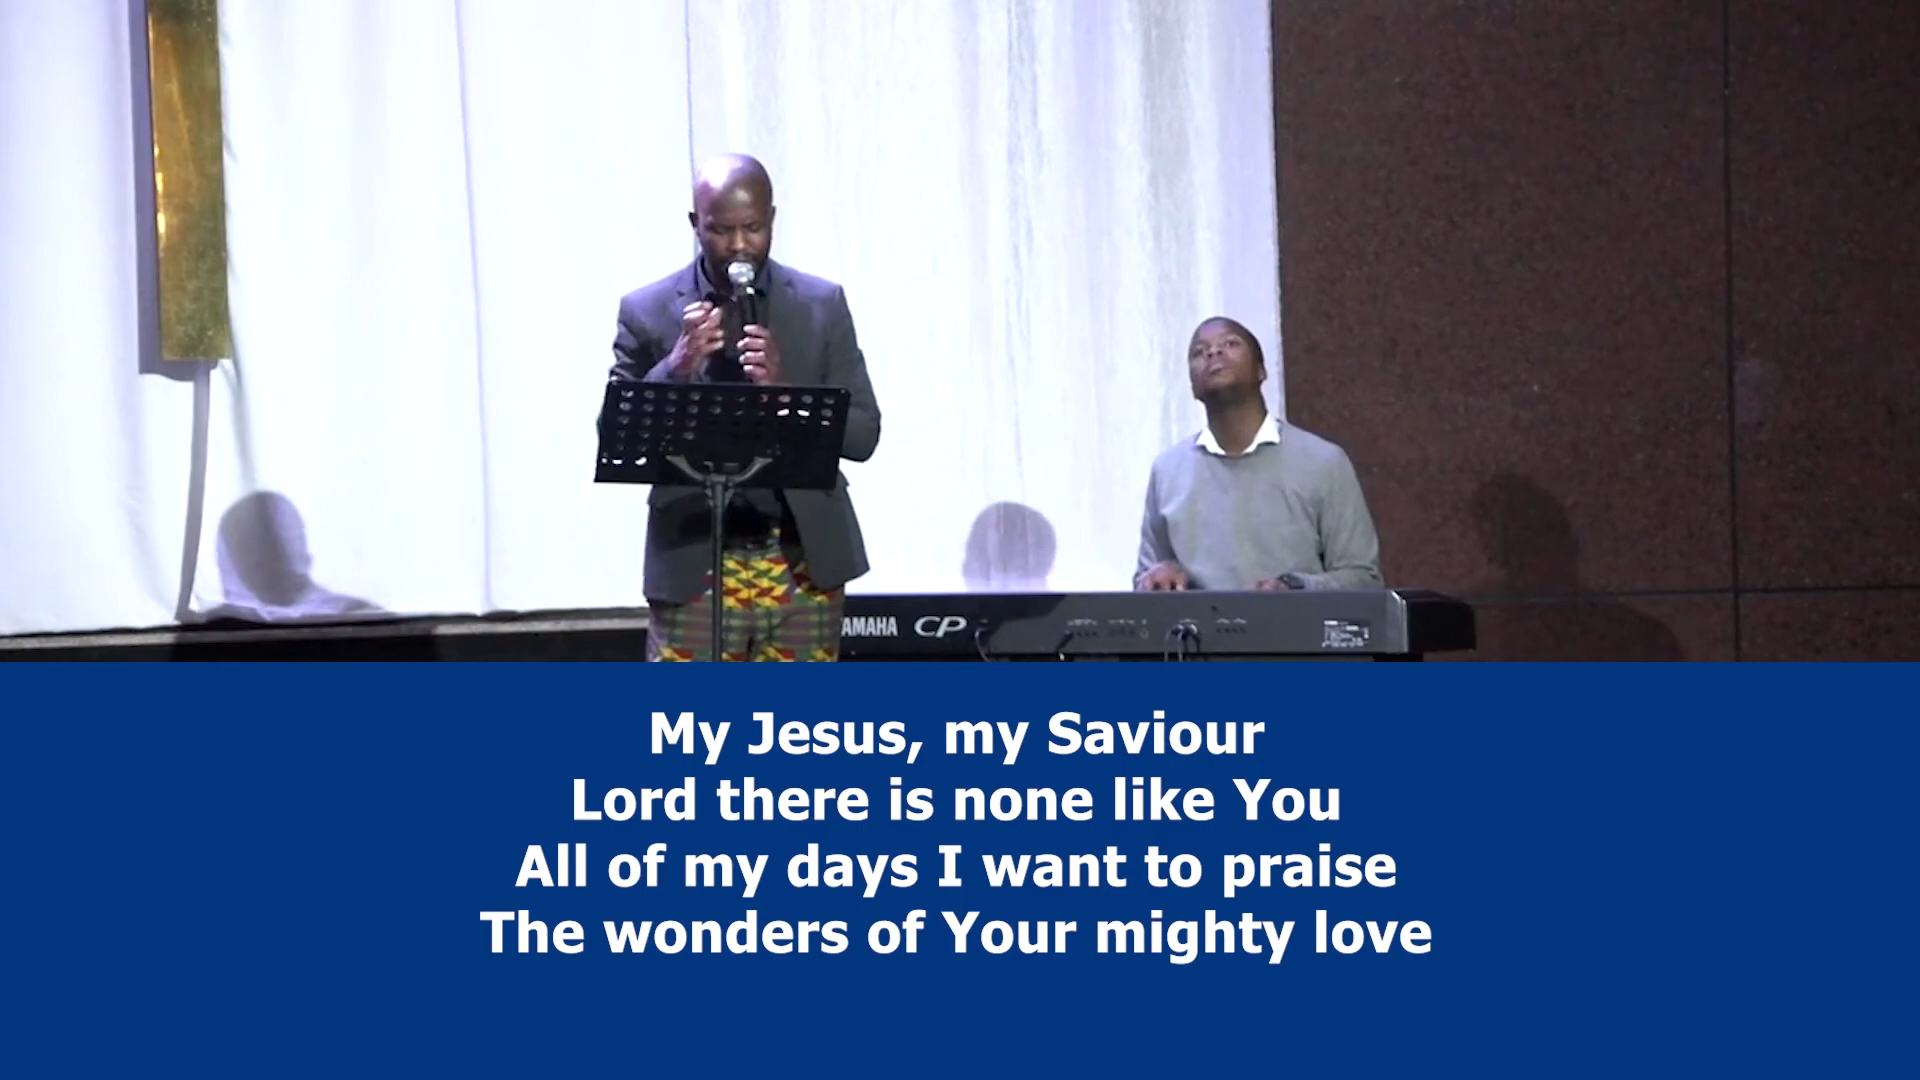 YAMAHA CP
My Jesus, my Saviour
Lord there is none like You
All of my days I want to praise
The wonders of Your mighty love